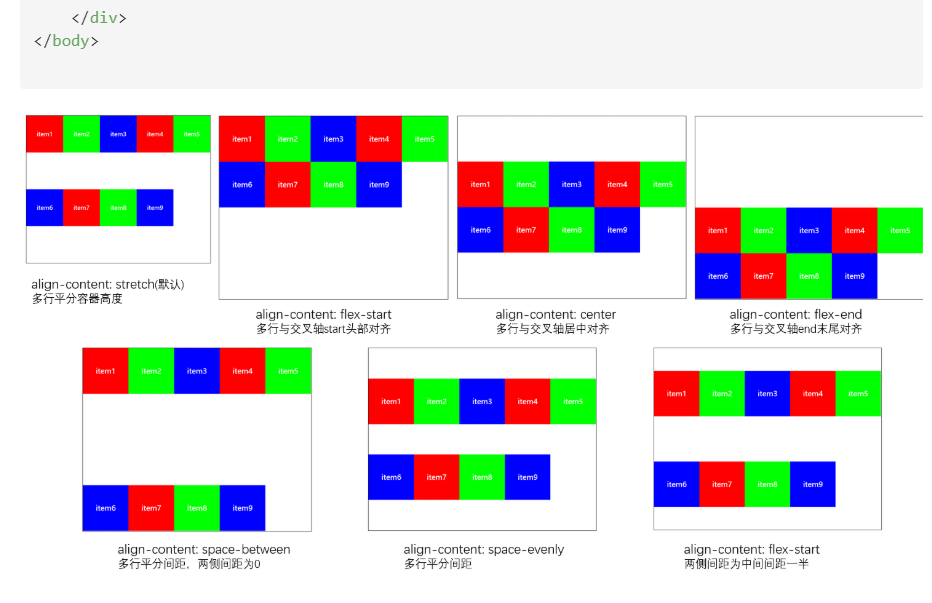 </div>
</body>
item1 item2 item3 item4 item5
item6 item7 item8 item9
align-content: stretch(默认)
多行平分容器高度
item1 item2 item3 item4 item5
item6 item7 item8 item9
align-content: flex-start
多行与交叉轴start头部对齐
item1 item2 item3 item4 item5
item6 item7 item8 item9
align-content: center
多行与交叉轴居中对齐
item1 item2 item3 item4 item5
item6 item7 item8 item9
align-content: flex-end
多行与交叉轴end末尾对齐
item1 item2 item3 item4 item5
item6 item7 item8 item9
align-content: space-between
多行平分间距，两侧间距为0
item1 item2 item3 item4 item5
item6 item7 item8 item9
align-content: space-evenly
多行平分间距
item1 item2 item3 item4 item5
item6 item7 item8 item9
align-content: flex-start
两侧间距为中间间距一半